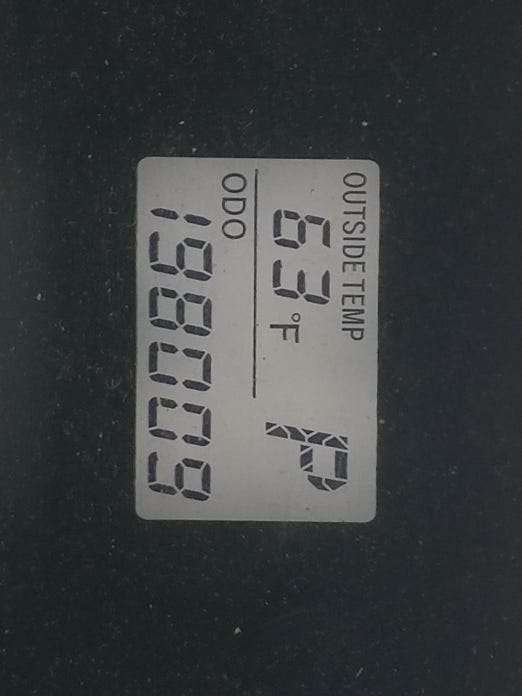 OUTSIDE TEMP
63°F P
ODO
198009